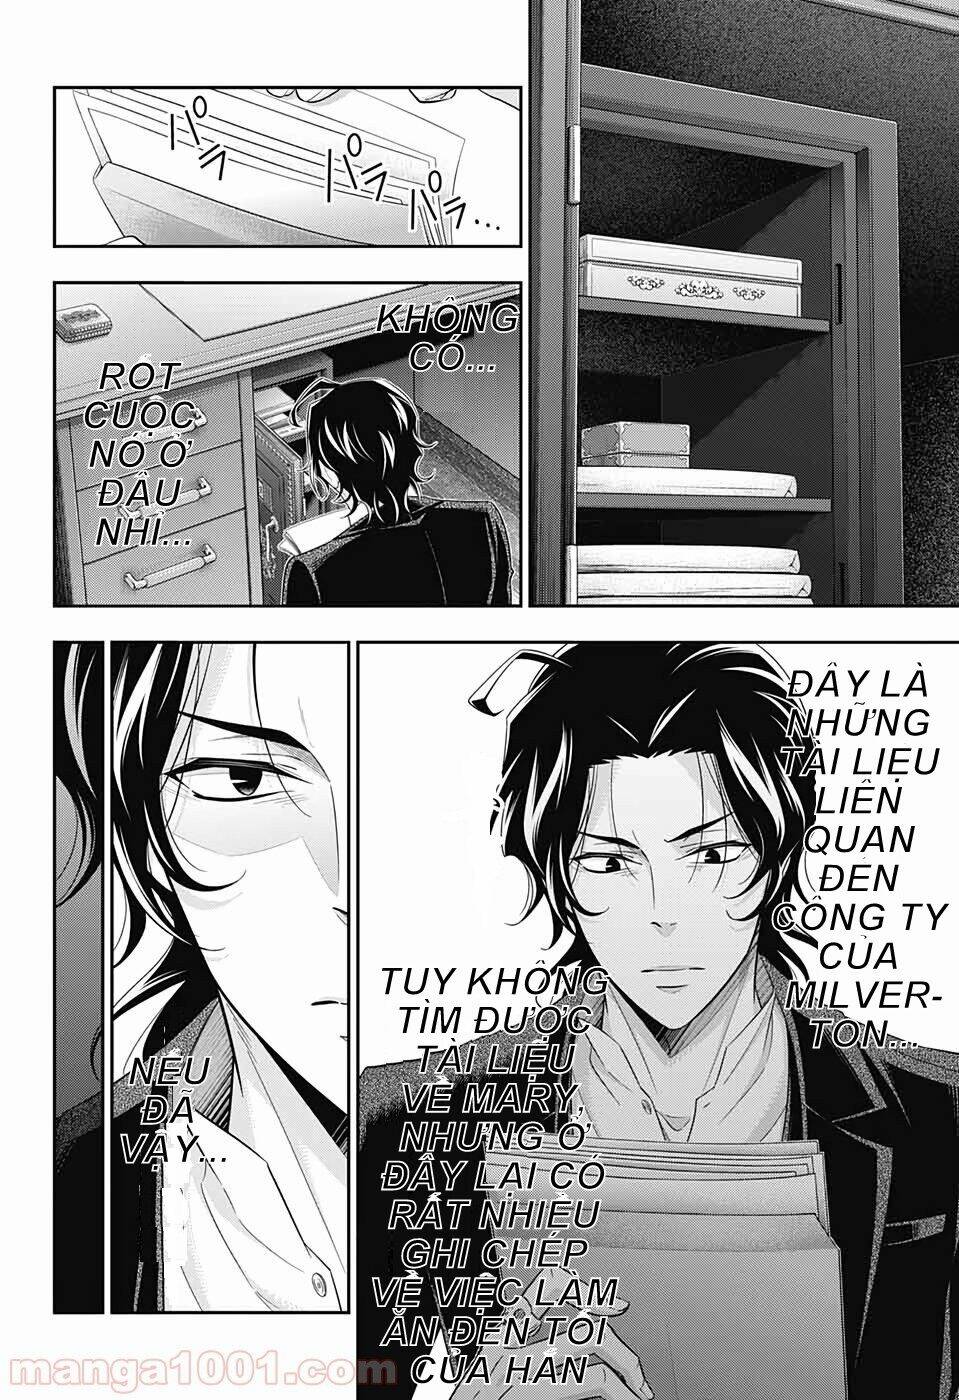 パラ
パラ
パラ...
KHÔNG
CÓ...
RỐT
CUỘC
NÓ Ở
ĐÂU
NHỈ...
ĐÂY LÀ
NHỮNG
TÀI LIỆU
LIÊN
QUAN
ĐẾN
CÔNG TY
CỦA
MILVER-
TON...
TUY KHÔNG
TÌM ĐƯỢC
TÀI LIỆU
VỀ MARY,
NHƯNG Ở
ĐÂY LẠI CÓ
RẤT NHIỀU
GHI CHÉP
VỀ VIỆC LÀM
ĂN ĐEN TỐI
CỦA HẮN
NẾU
ĐÃ
VẬY...
manga1001.com